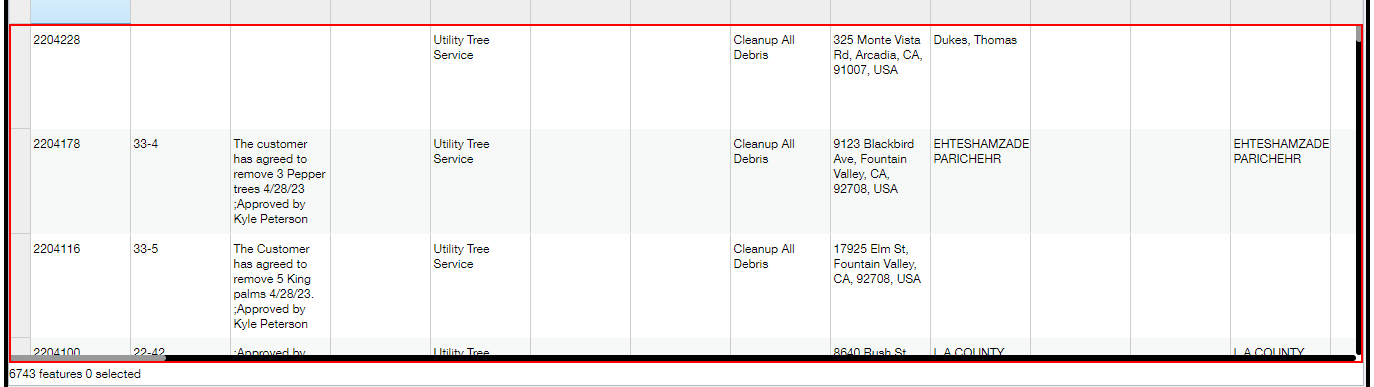 2204228
Utility Tree
Service
Cleanup All
Debris
325 Monte Vista
Rd, Arcadia, CA,
91007, USA
Dukes, Thomas
2204178
33-4
The customer
has agreed to
remove 3 Pepper
trees 4/28/23
;Approved by
Kyle Peterson
Utility Tree
Service
Cleanup All
Debris
9123 Blackbird
Ave, Fountain
Valley, CA,
92708, USA
EHTESHAMZADE
PARICHEHR
EHTESHAMZADE
PARICHEHR
2204116
33-5
The Customer
has agreed to
remove 5 King
palms 4/28/23.
;Approved by
Kyle Peterson
Utility Tree
Service
Cleanup All
Debris
17925 Elm St,
Fountain Valley,
CA, 92708, USA
2204100
22-42
;Approved by
Utility Tree
8640 Rush St
L A COUNTY
L A COUNTY
6743 features 0 selected